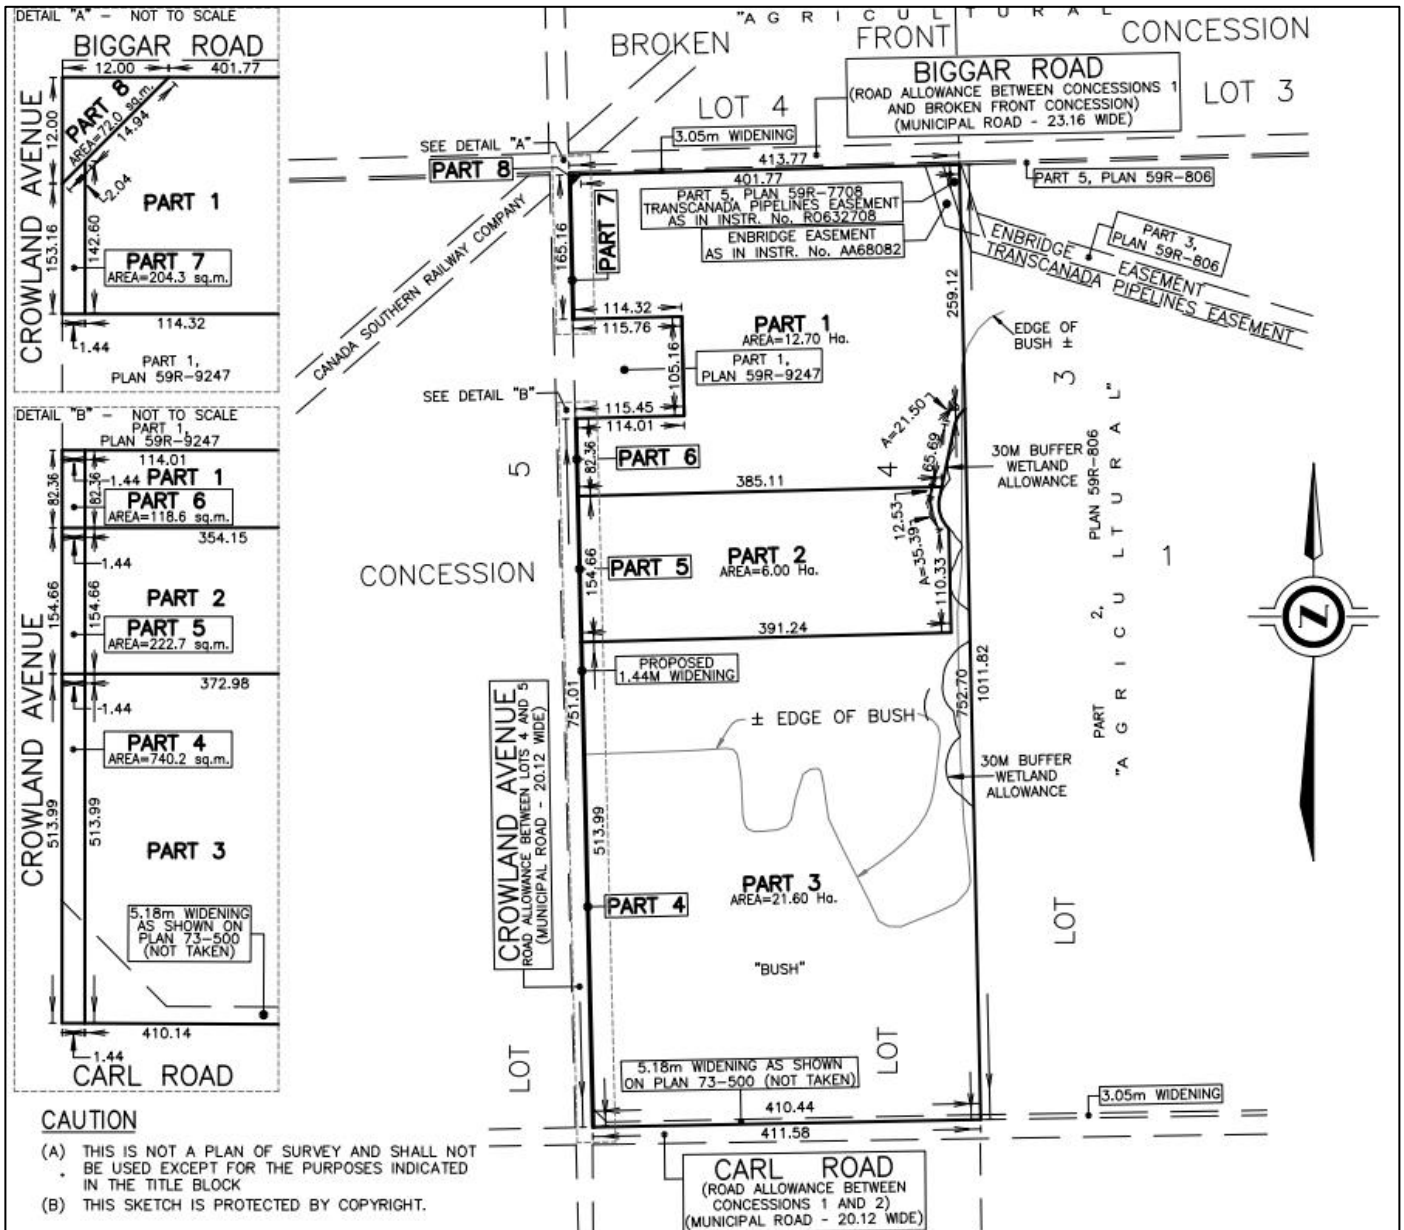 DETAIL "A" – NOT TO SCALE
BIGGAR ROAD
12.00
401.77
CROWLAND AVENUE
12.00
PART 8
AREA=72.0 sq.m.
14.94
2.04
153.16
142.60
PART 1
PART 7
AREA=204.3 sq.m.
114.32
1.44
PART 1,
PLAN 59R-9247
DETAIL "B" – NOT TO SCALE
PART 1,
PLAN 59R-9247
114.01
1.44
PART 1
82.36
82.36
PART 6
AREA=118.6 sq.m.
354.15
1.44
154.66
154.66
PART 2
PART 5
AREA=222.7 sq.m.
372.98
1.44
CROWLAND AVENUE
PART 4
AREA=740.2 sq.m.
513.99
513.99
PART 3
5.18m WIDENING
AS SHOWN ON
PLAN 73-500
(NOT TAKEN)
410.14
1.44
CARL ROAD
CAUTION
(A) THIS IS NOT A PLAN OF SURVEY AND SHALL NOT
BE USED EXCEPT FOR THE PURPOSES INDICATED
IN THE TITLE BLOCK
(B) THIS SKETCH IS PROTECTED BY COPYRIGHT.
"AGRICULTURAL
BROKEN FRONT CONCESSION
LOT 4
BIGGAR ROAD
(ROAD ALLOWANCE BETWEEN CONCESSIONS 1
AND BROKEN FRONT CONCESSION)
(MUNICIPAL ROAD - 23.16 WIDE)
LOT 3
SEE DETAIL "A"
3.05m WIDENING
PART 8
413.77
401.77
PART 5, PLAN 59R-806
PART 5, PLAN 59R-7708
TRANSCANADA PIPELINES EASEMENT
AS IN INSTR. No. RO632708
ENBRIDGE EASEMENT
AS IN INSTR. No. AA68082
PART 3,
PLAN 59R-806
ENBRIDGE EASEMENT
TRANSCANADA PIPELINES EASEMENT
CANADA SOUTHERN RAILWAY COMPANY
165.16
PART 7
259.12
114.32
115.76
PART 1
AREA=12.70 Ha.
EDGE OF
BUSH ±
105.16
PART 1,
PLAN 59R-9247
SEE DETAIL "B"
115.45
114.01
A=21.50
65.69
30M BUFFER
WETLAND
ALLOWANCE
5
82.36
PART 6
4
3
385.11
12.53
A=35.39
CONCESSION
1
154.66
PART 5
PART 2
AREA=6.00 Ha.
110.33
391.24
PART 2, PLAN 59R-806
"AGRICULTURAL"
PROPOSED
1.44M WIDENING
751.01
752.70
1011.82
± EDGE OF BUSH
30M BUFFER
WETLAND
ALLOWANCE
CROWLAND AVENUE
ROAD ALLOWANCE BETWEEN LOTS 4 AND 5
(MUNICIPAL ROAD - 20.12 WIDE)
513.99
PART 4
PART 3
AREA=21.60 Ha.
"BUSH"
LOT
LOT
LOT
5.18m WIDENING AS SHOWN
ON PLAN 73-500 (NOT TAKEN)
410.44
411.58
3.05m WIDENING
CARL ROAD
(ROAD ALLOWANCE BETWEEN
CONCESSIONS 1 AND 2)
(MUNICIPAL ROAD - 20.12 WIDE)
N